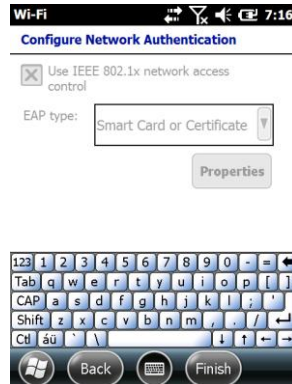 Wi-Fi 7:16
Configure Network Authentication
Use IEEE 802.1x network access
control
EAP type:
Smart Card or Certificate
Properties
123 1 2 3 4 5 6 7 8 9 0 - =
Tab q w e r t y u i o p [ ]
CAP a s d f g h j k l ; '
Shift z x c v b n m , . /
Ctl áü ` \
Back Finish